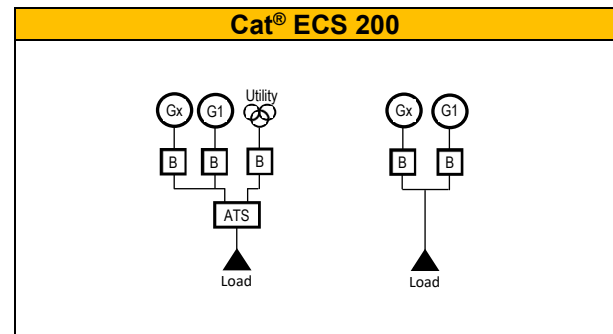 Cat® ECS 200
Utility
Gx G1 Gx G1
B B B B B
ATS
Load Load